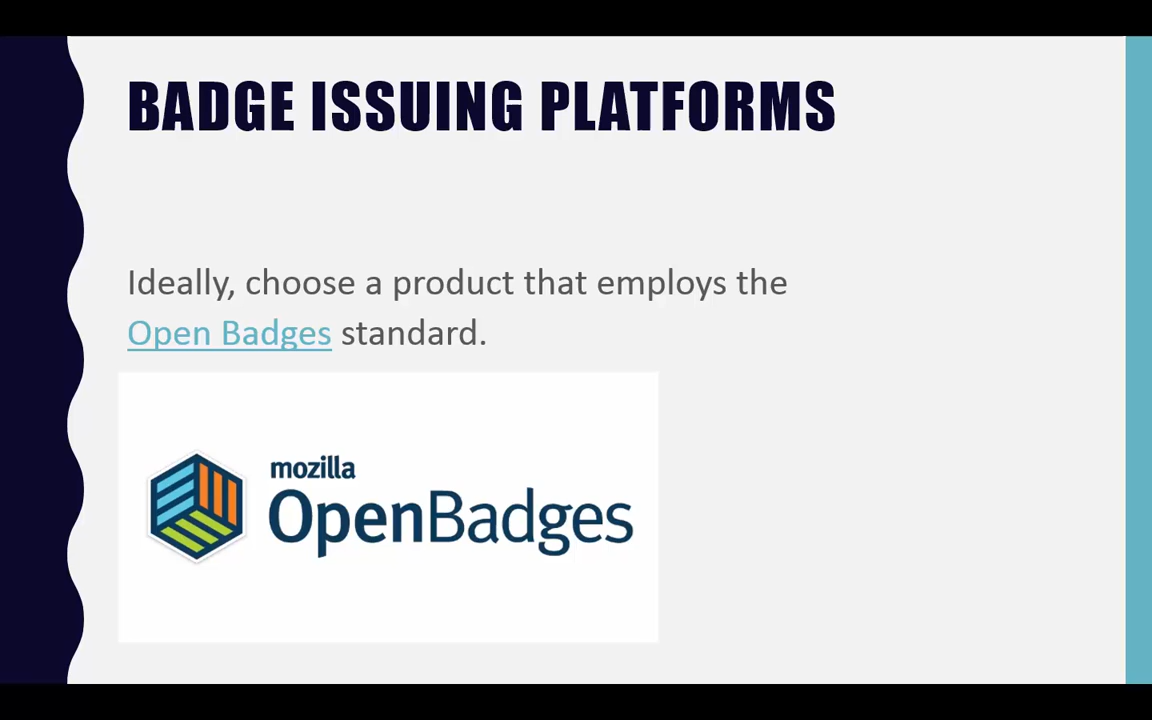 BADGE ISSUING PLATFORMS
Ideally, choose a product that employs the
Open Badges standard.
mozilla
OpenBadges